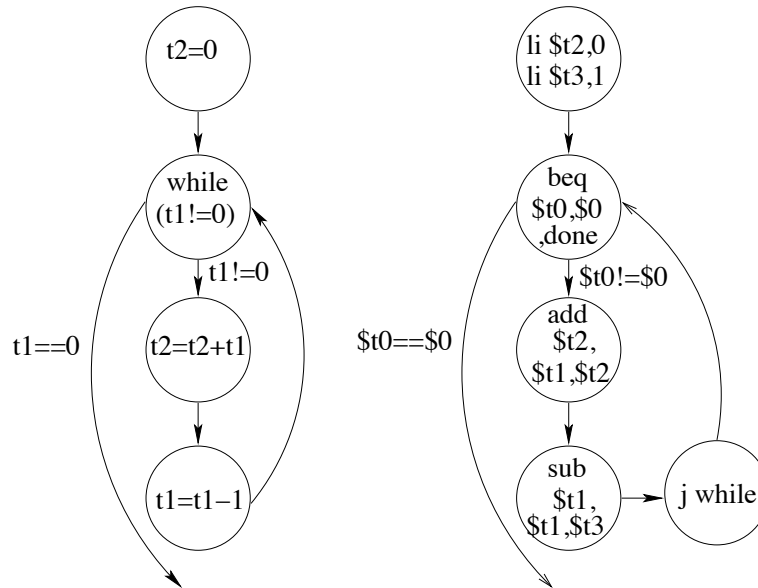 t2=0
while
(t1!=0)
t1!=0
t1==0
t2=t2+t1
t1=t1−1
li $t2,0
li $t3,1
beq
$t0,$0
,done
$t0!=$0
$t0==$0
add
$t2,
$t1,$t2
sub
$t1,
$t1,$t3
j while